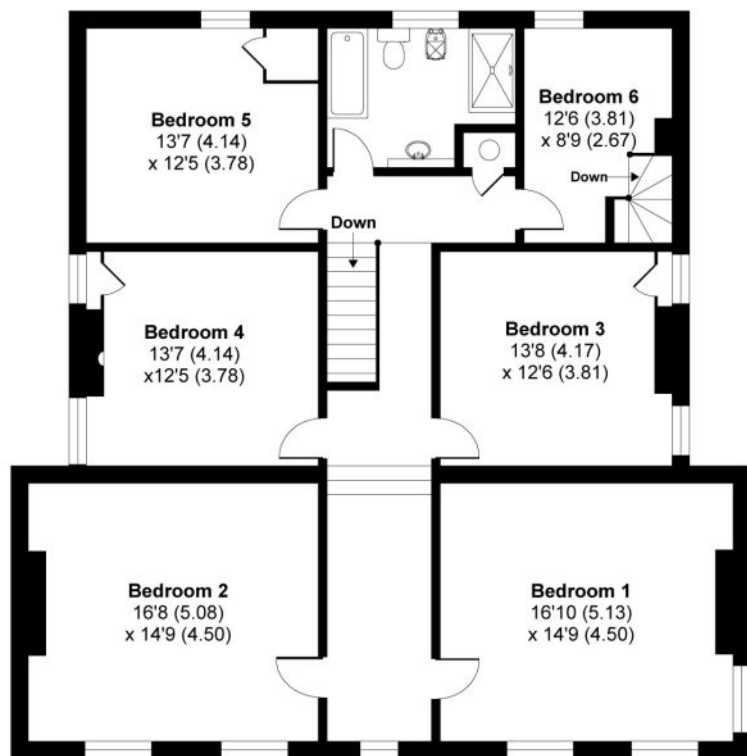 Bedroom 5
13'7 (4.14)
x 12'5 (3.78)
Bedroom 6
12'6 (3.81)
x 8'9 (2.67)
Down
Down
Bedroom 4
13'7 (4.14)
x12'5 (3.78)
Bedroom 3
13'8 (4.17)
x 12'6 (3.81)
Bedroom 2
16'8 (5.08)
x 14'9 (4.50)
Bedroom 1
16'10 (5.13)
x 14'9 (4.50)